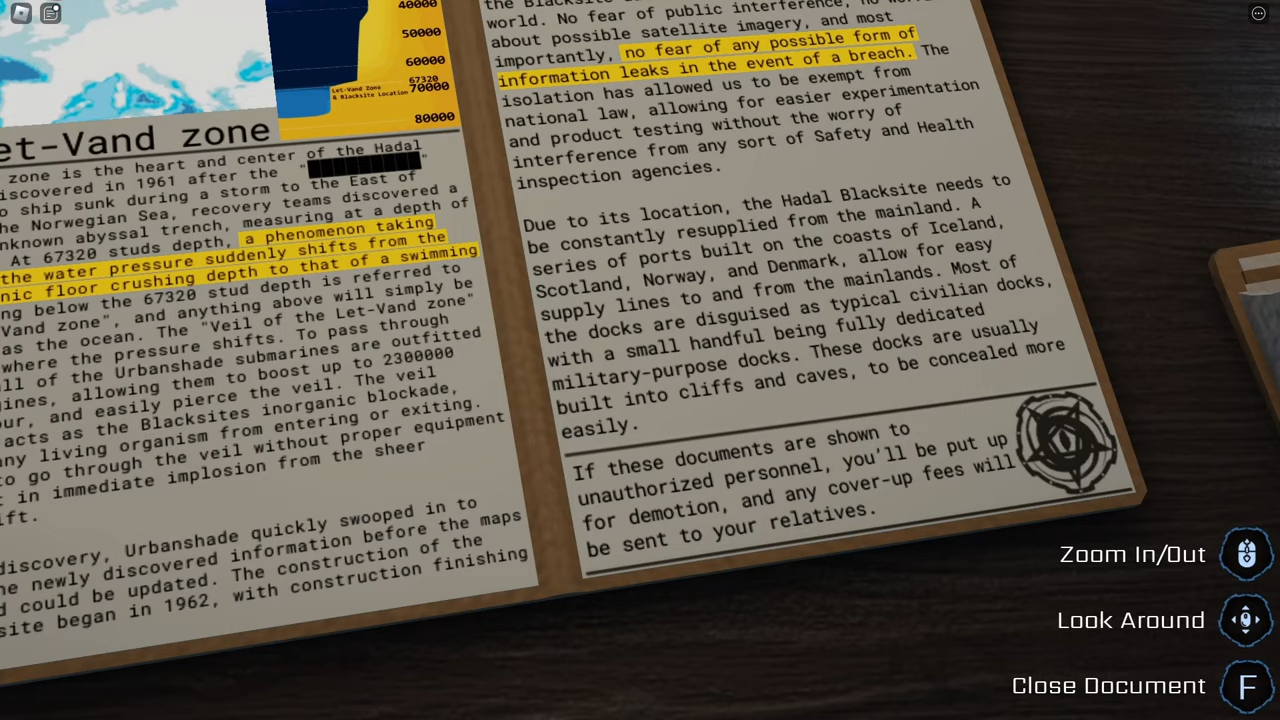 40000
50000
60000
67320
70000
Let-Vand Zone
& Blacksite Location
80000
et-Vand zone
zone is the heart and center of the Hadal
iscovered in 1961 after the "██████████"
o ship sunk during a storm to the East of
he Norwegian Sea, recovery teams discovered a
nknown abyssal trench, measuring at a depth of
At 67320 studs depth, a phenomenon taking
the water pressure suddenly shifts from the
nic floor crushing depth to that of a swimming
ng below the 67320 stud depth is referred to
Vand zone", and anything above will simply be
as the ocean. The "Veil of the Let-Vand zone"
where the pressure shifts. To pass through
all of the Urbanshade submarines are outfitted
gines, allowing them to boost up to 2300000
our, and easily pierce the veil. The veil
acts as the Blacksites inorganic blockade,
any living organism from entering or exiting.
to go through the veil without proper equipment
t in immediate implosion from the sheer
ift.
discovery, Urbanshade quickly swooped in to
he newly discovered information before the maps
d could be updated. The construction of the
site began in 1962, with construction finishing
world. No fear of public interference, no
about possible satellite imagery, and most
importantly, no fear of any possible form of
information leaks in the event of a breach. The
isolation has allowed us to be exempt from
national law, allowing for easier experimentation
and product testing without the worry of
interference from any sort of Safety and Health
inspection agencies.
Due to its location, the Hadal Blacksite needs to
be constantly resupplied from the mainland. A
series of ports built on the coasts of Iceland,
Scotland, Norway, and Denmark, allow for easy
supply lines to and from the mainlands. Most of
the docks are disguised as typical civilian docks,
with a small handful being fully dedicated
military-purpose docks. These docks are usually
built into cliffs and caves, to be concealed more
easily.
If these documents are shown to
unauthorized personnel, you'll be put up
for demotion, and any cover-up fees will
be sent to your relatives.
Zoom In/Out
Look Around
Close Document
F